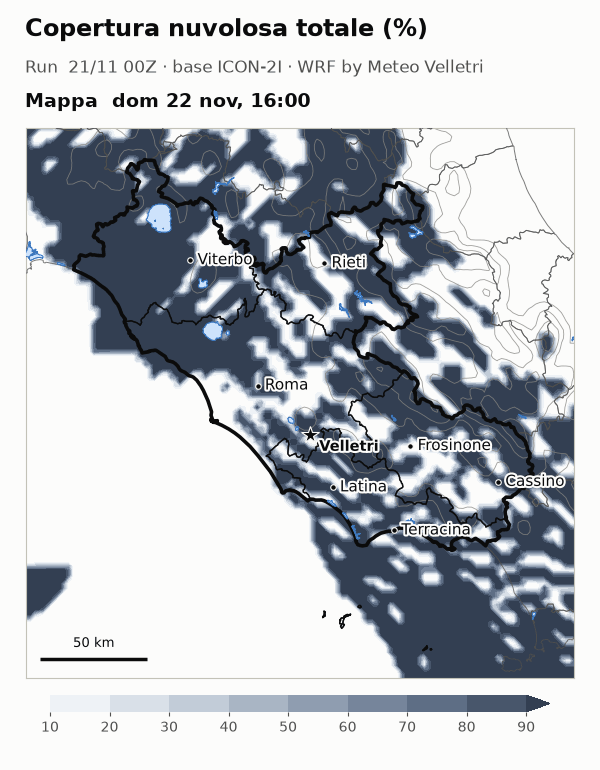 Copertura nuvolosa totale (%)
Run  21/11 00Z · base ICON-2I · WRF by Meteo Velletri
Mappa  dom 22 nov, 16:00
Viterbo
Rieti
Roma
Velletri
Frosinone
Latina
Cassino
Terracina
50 km
10 20 30 40 50 60 70 80 90